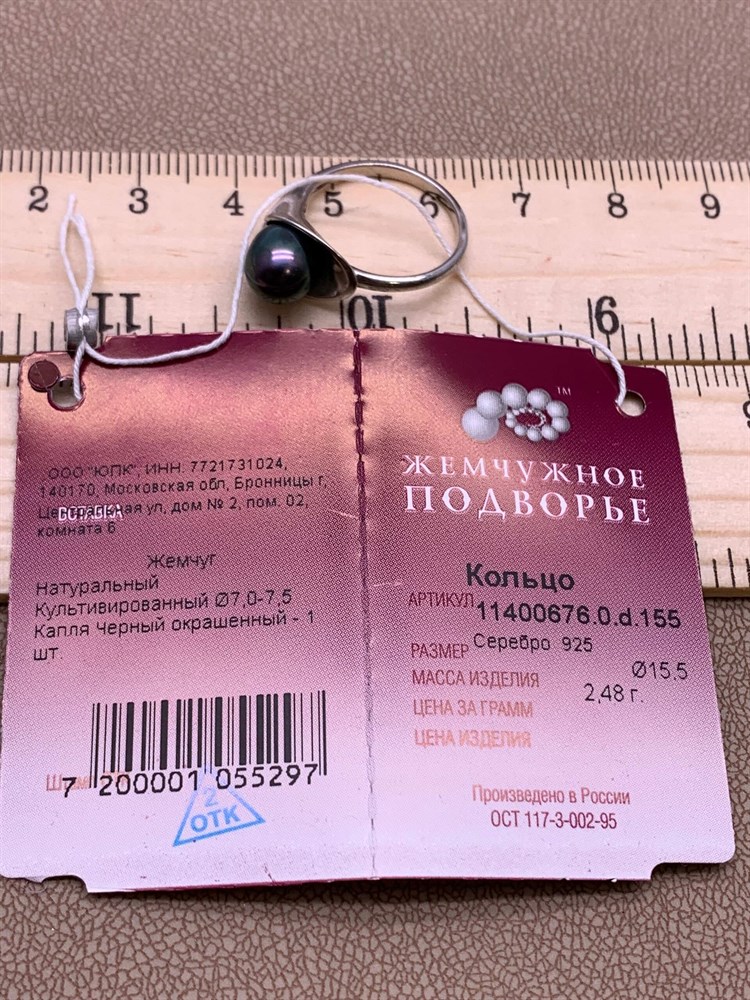 2 3 4 5 6 7 8 9
11 10 9
ООО "ЮПК", ИНН: 7721731024,
140170, Московская обл, Бронницы г,
Центральная ул, дом № 2, пом. 02,
ВСТАВКА
комната 6
Жемчуг
Натуральный
Культивированный Ø7,0-7,5
Капля черный окрашенный - 1
шт.
7 200001 055297
2
ОТК
TM
ЖЕМЧУЖНОЕ
ПОДВОРЬЕ
Кольцо
АРТИКУЛ 11400676.0.d.155
Серебро 925
РАЗМЕР Ø15.5
МАССА ИЗДЕЛИЯ 2,48 г.
ЦЕНА ЗА ГРАММ
ЦЕНА ИЗДЕЛИЯ
Произведено в России
ОСТ 117-3-002-95